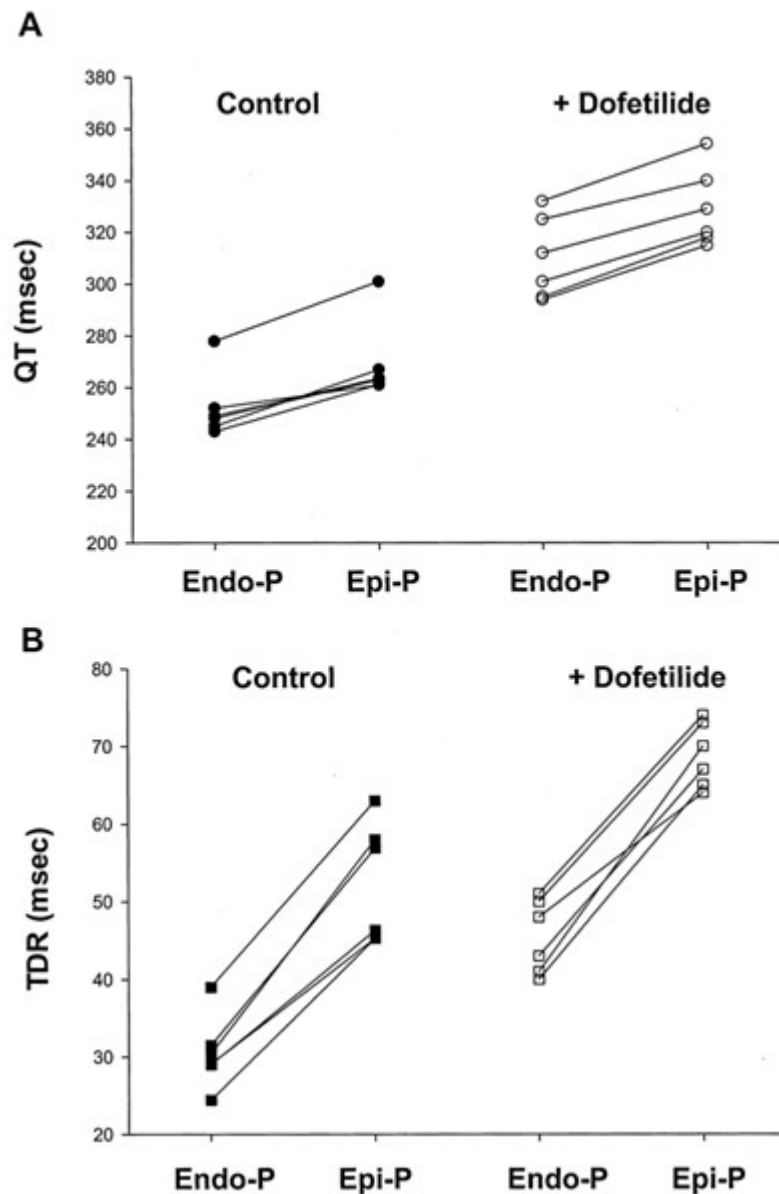 A
380
360
340
320
300
280
260
240
220
200
QT (msec)
Control
+ Dofetilide
Endo-P Epi-P Endo-P Epi-P
B
80
70
60
50
40
30
20
TDR (msec)
Control
+ Dofetilide
Endo-P Epi-P Endo-P Epi-P